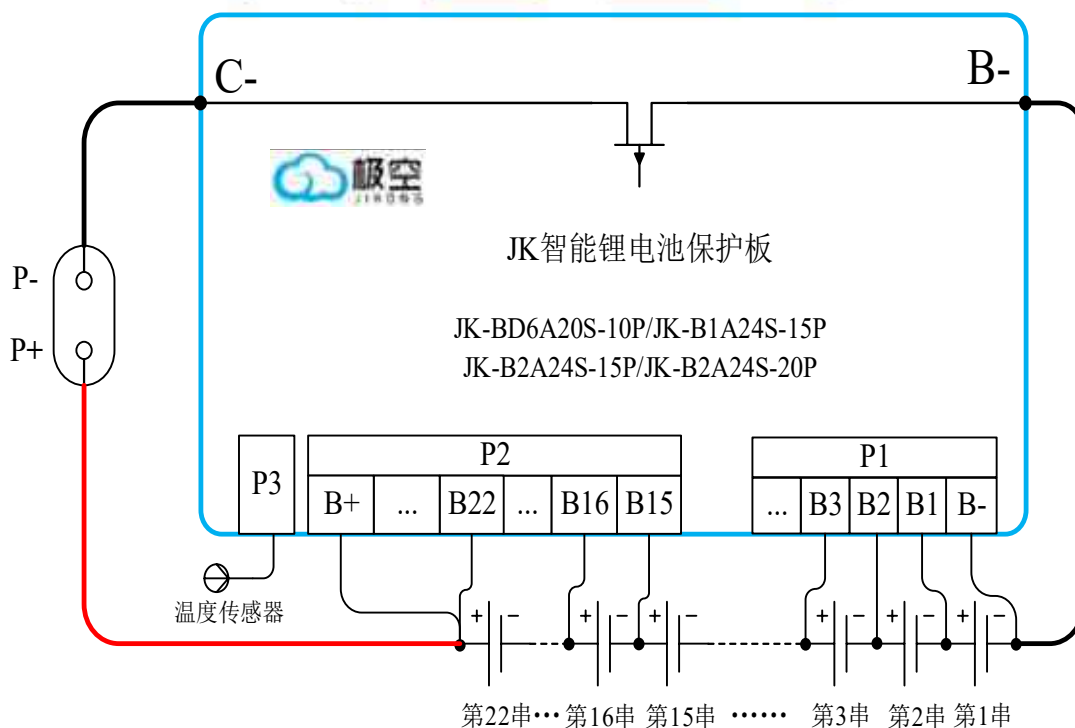 C-
B-
极空
JIKONG
JK智能锂电池保护板
P-
P+
JK-BD6A20S-10P/JK-B1A24S-15P
JK-B2A24S-15P/JK-B2A24S-20P
P3
P2
P1
B+ ... B22 ... B16 B15
... B3 B2 B1 B-
温度传感器
+ - + - + - + - + - + -
第22串··· 第16串 第15串 ······ 第3串 第2串 第1串